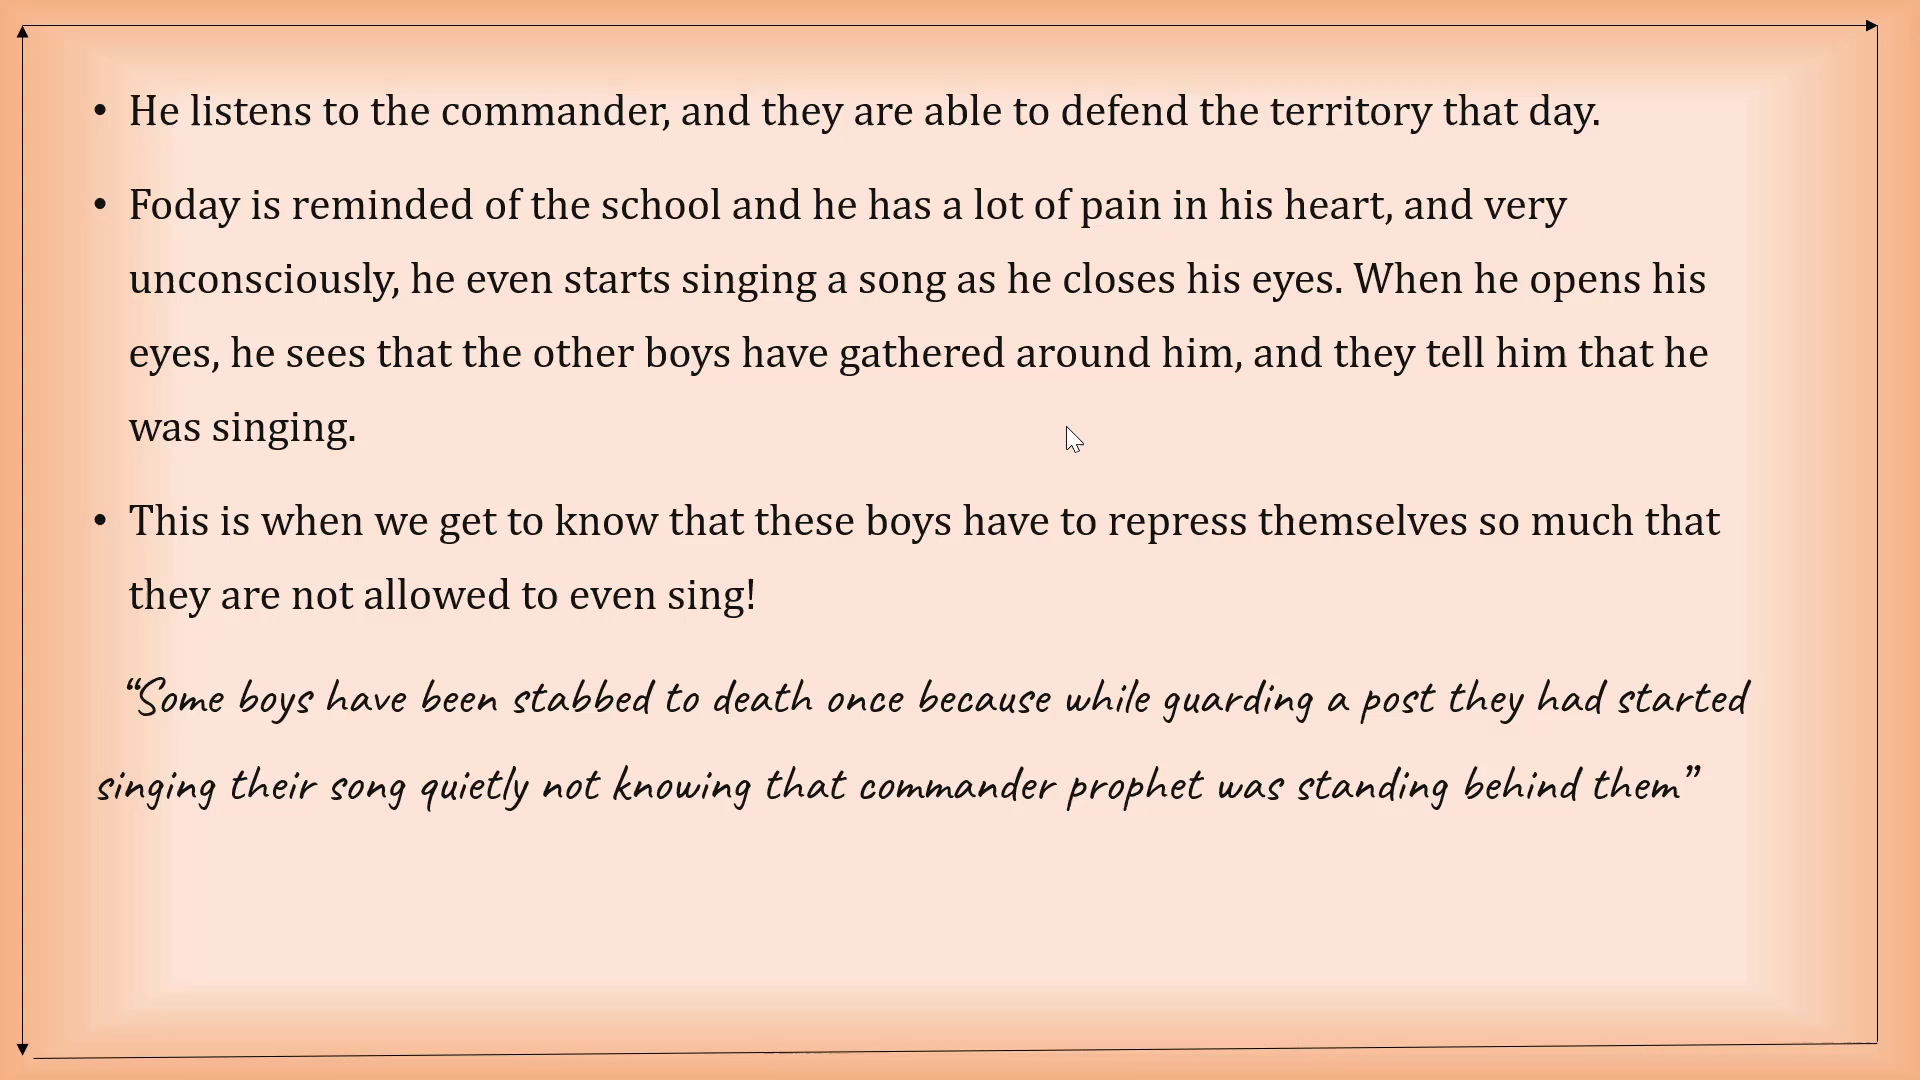 • He listens to the commander, and they are able to defend the territory that day.
• Foday is reminded of the school and he has a lot of pain in his heart, and very
unconsciously, he even starts singing a song as he closes his eyes. When he opens his
eyes, he sees that the other boys have gathered around him, and they tell him that he
was singing.
• This is when we get to know that these boys have to repress themselves so much that
they are not allowed to even sing!
“Some boys have been stabbed to death once because while guarding a post they had started
singing their song quietly not knowing that commander prophet was standing behind them”